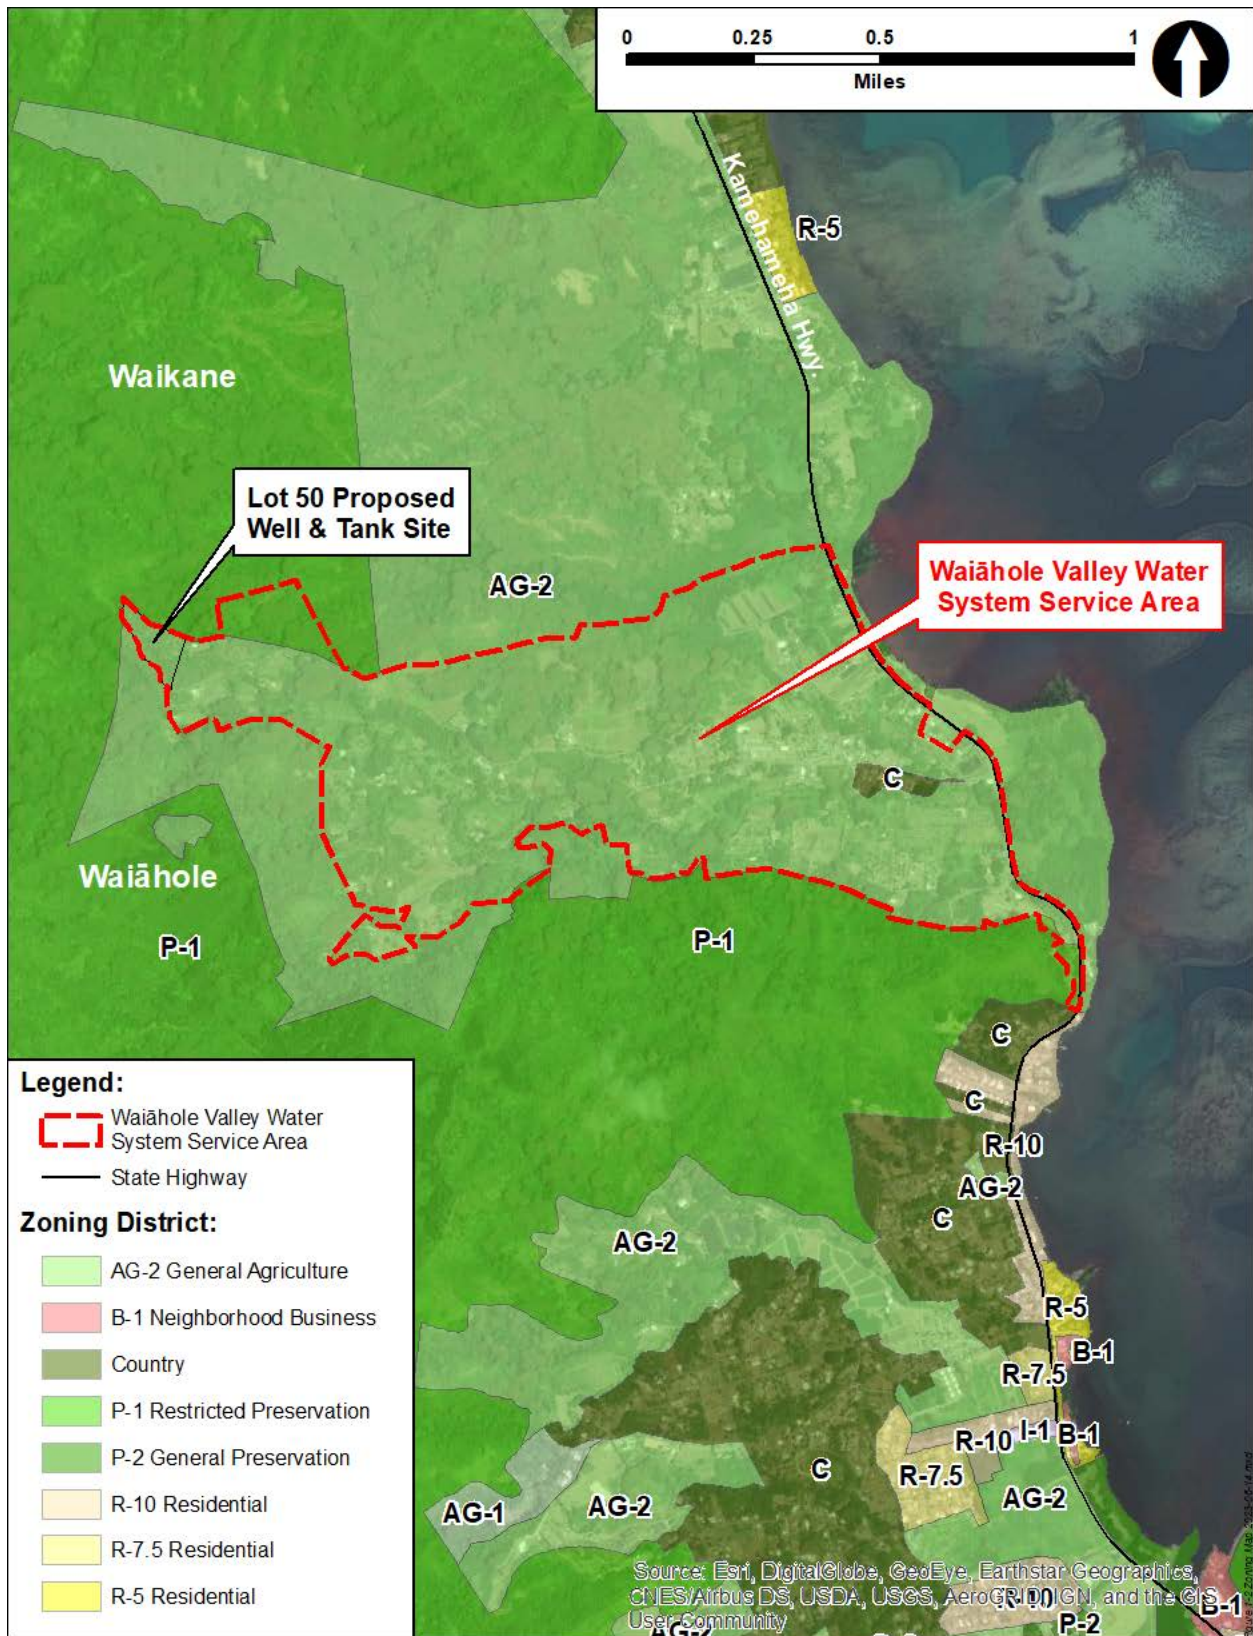 0 0.25 0.5 1
Miles
Kamehameha Hwy.
R-5
Waikane
Lot 50 Proposed
Well & Tank Site
AG-2
Waiāhole Valley Water
System Service Area
C
Waiāhole
P-1
P-1
C
C
R-10
AG-2
C
AG-2
R-5
B-1
R-7.5
I-1
B-1
R-10
R-7.5
C
AG-2
AG-1
AG-2
R-10
B-1
P-2
AG-2
Legend:
Waiāhole Valley Water
System Service Area
State Highway
Zoning District:
AG-2 General Agriculture
B-1 Neighborhood Business
Country
P-1 Restricted Preservation
P-2 General Preservation
R-10 Residential
R-7.5 Residential
R-5 Residential
Source: Esri, DigitalGlobe, GeoEye, Earthstar Geographics,
CNES/Airbus DS, USDA, USGS, AeroGRID, IGN, and the GIS
User Community